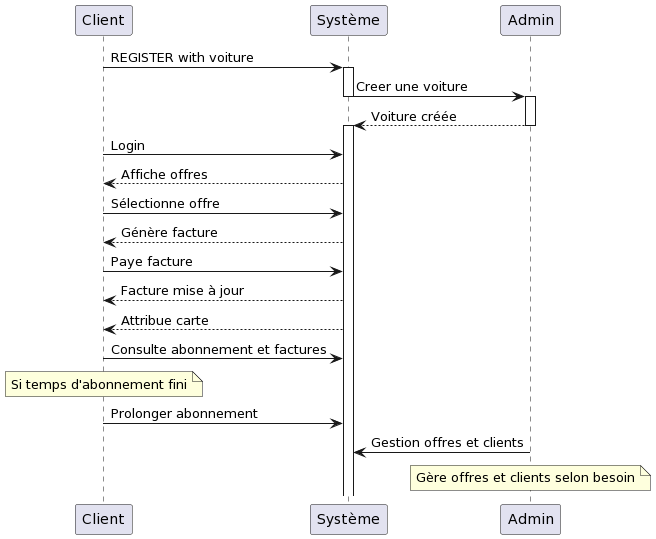 Client
Système
Admin
REGISTER with voiture
Creer une voiture
Voiture créée
Login
Affiche offres
Sélectionne offre
Génère facture
Paye facture
Facture mise à jour
Attribue carte
Consulte abonnement et factures
Si temps d'abonnement fini
Prolonger abonnement
Gestion offres et clients
Gère offres et clients selon besoin
Client
Système
Admin